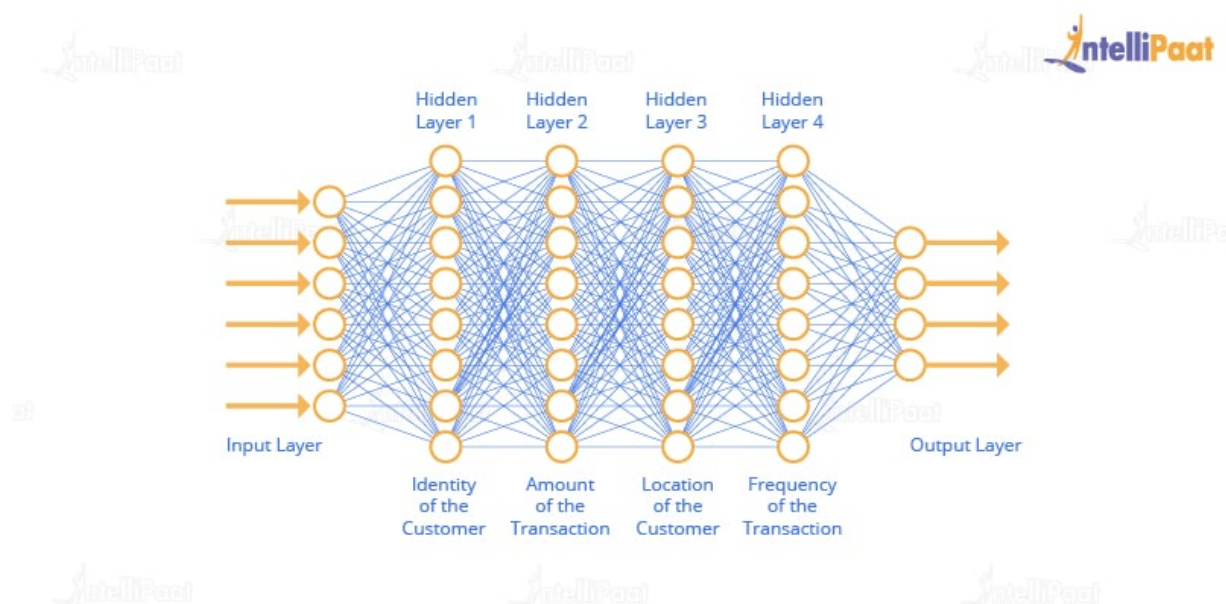 IntelliPaat
Hidden
Layer 1
Hidden
Layer 2
Hidden
Layer 3
Hidden
Layer 4
Input Layer
Output Layer
Identity
of the
Customer
Amount
of the
Transaction
Location
of the
Customer
Frequency
of the
Transaction